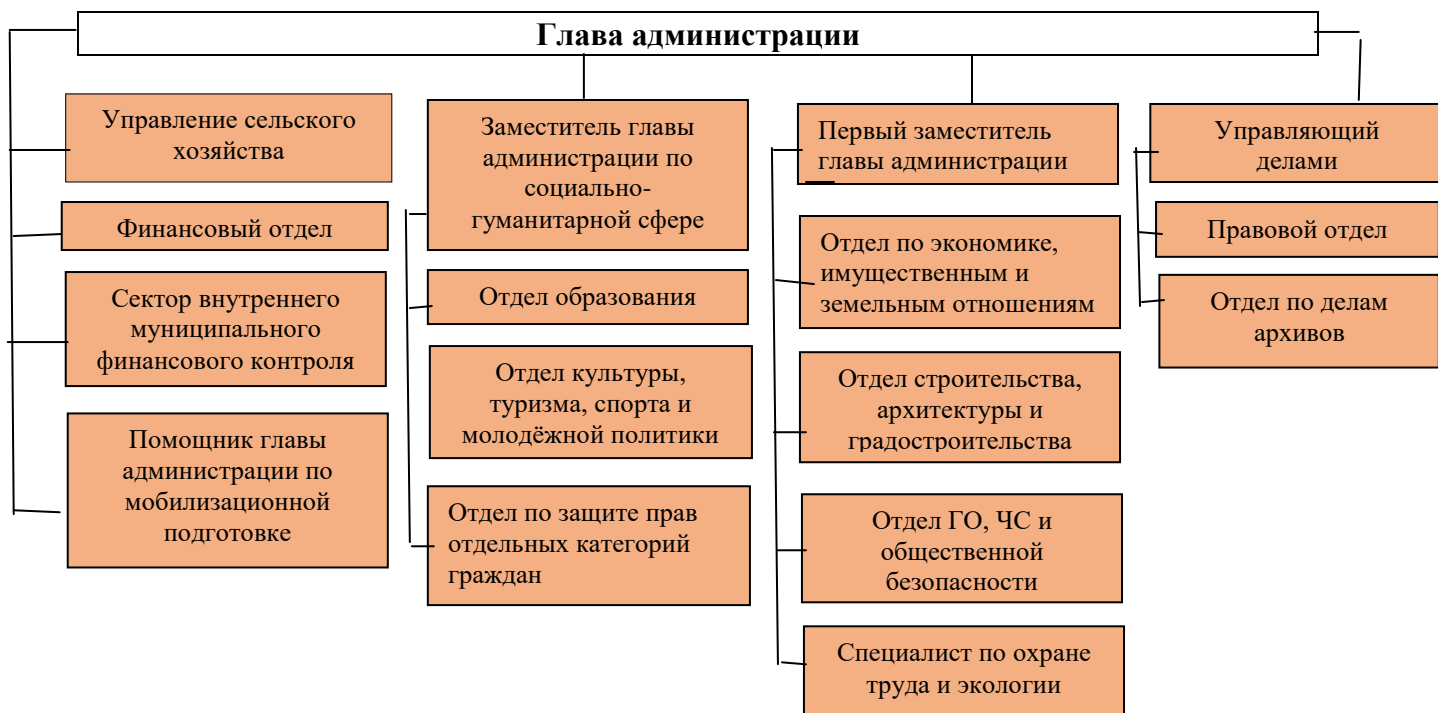 Глава администрации
Управление сельского
хозяйства
Финансовый отдел
Сектор внутреннего
муниципального
финансового контроля
Помощник главы
администрации по
мобилизационной
подготовке
Заместитель главы
администрации по
социально-
гуманитарной сфере
Отдел образования
Отдел культуры,
туризма, спорта и
молодёжной политики
Отдел по защите прав
отдельных категорий
граждан
Первый заместитель
главы администрации
Отдел по экономике,
имущественным и
земельным отношениям
Отдел строительства,
архитектуры и
градостроительства
Отдел ГО, ЧС и
общественной
безопасности
Специалист по охране
труда и экологии
Управляющий
делами
Правовой отдел
Отдел по делам
архивов